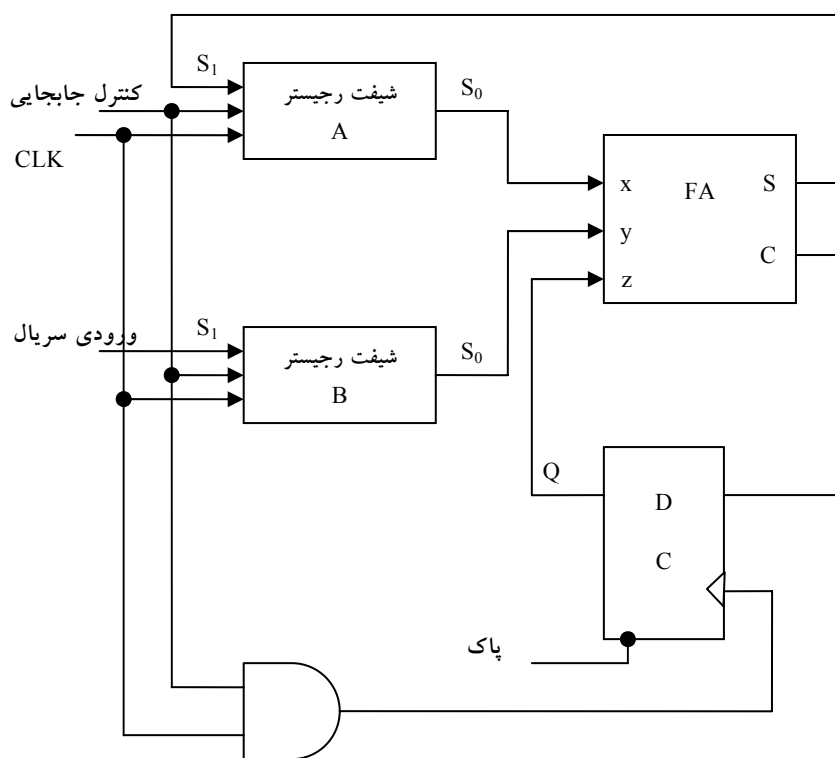 S1
شیفت رجیستر
A
S0
کنترل جابجایی
CLK
x
FA
S
y
C
z
ورودی سریال
S1
شیفت رجیستر
B
S0
Q
D
C
پاک